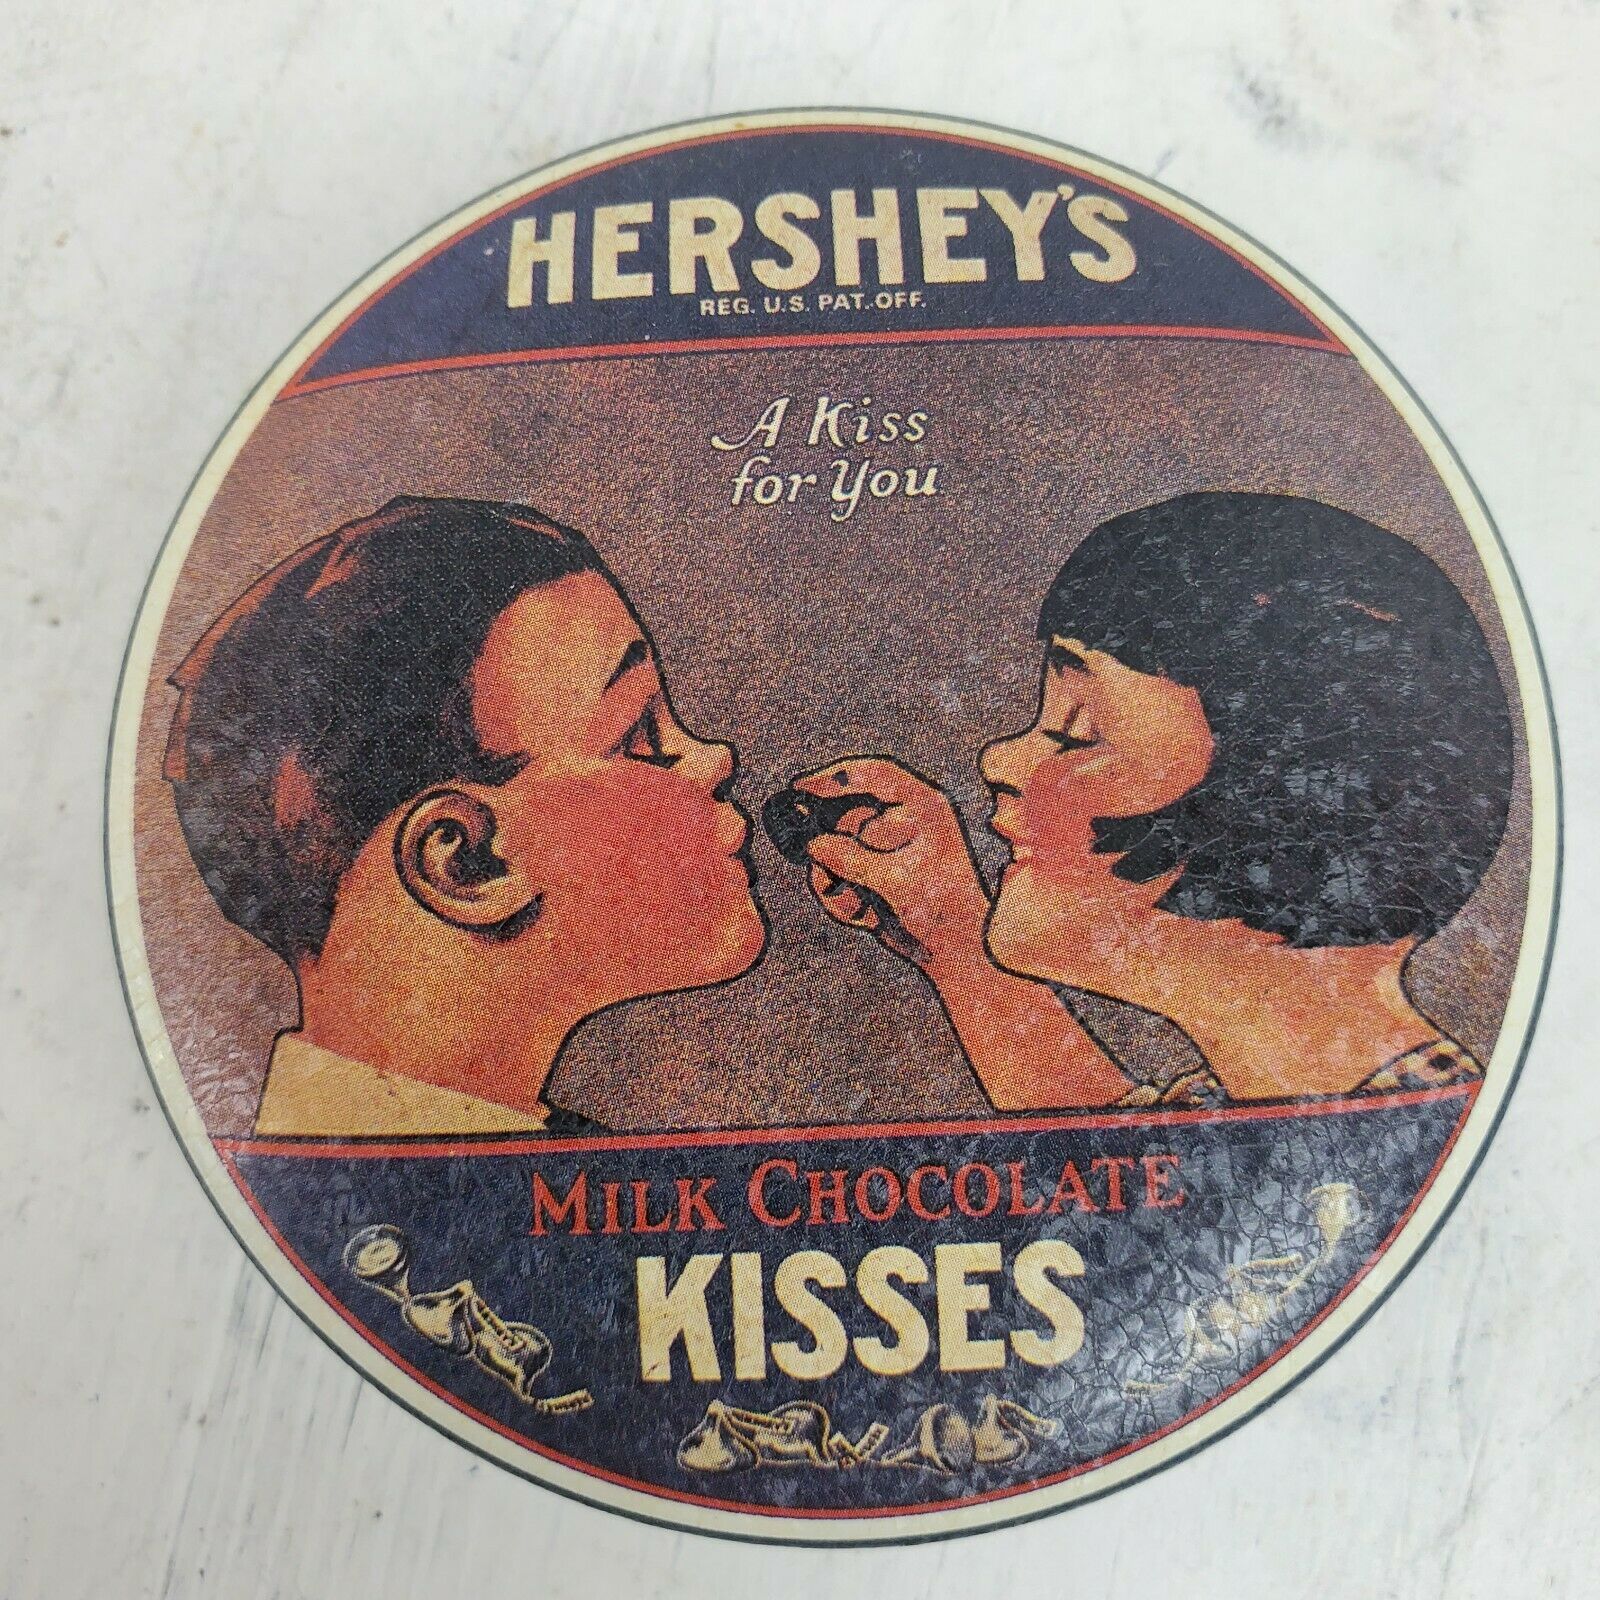 HERSHEY'S
REG. U.S. PAT. OFF.
A Kiss
for You
MILK CHOCOLATE
KISSES